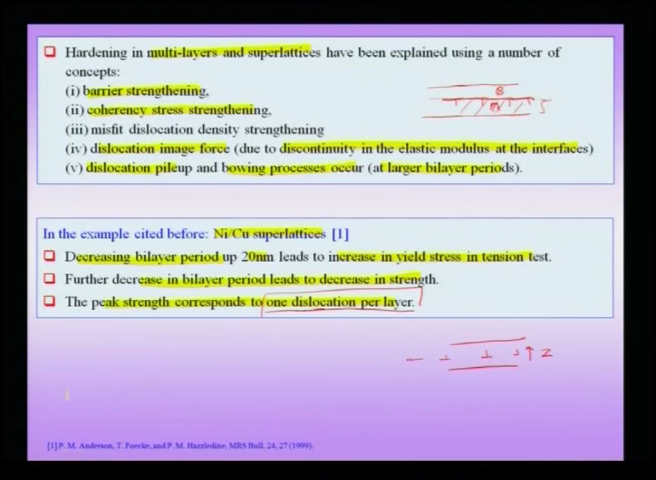 ❑ Hardening in multi-layers and superlattices have been explained using a number of
concepts:
(i) barrier strengthening,
(ii) coherency stress strengthening,
(iii) misfit dislocation density strengthening
(iv) dislocation image force (due to discontinuity in the elastic modulus at the interfaces)
(v) dislocation pileup and bowing processes occur (at larger bilayer periods).
B
In the example cited before: Ni/Cu superlattices [1]
❑ Decreasing bilayer period up 20nm leads to increase in yield stress in tension test.
❑ Further decrease in bilayer period leads to decrease in strength.
❑ The peak strength corresponds to one dislocation per layer.
Z
[1] P. M. Anderson, T. Foecke, and P. M. Hazzledine, MRS Bull. 24, 27 (1999).